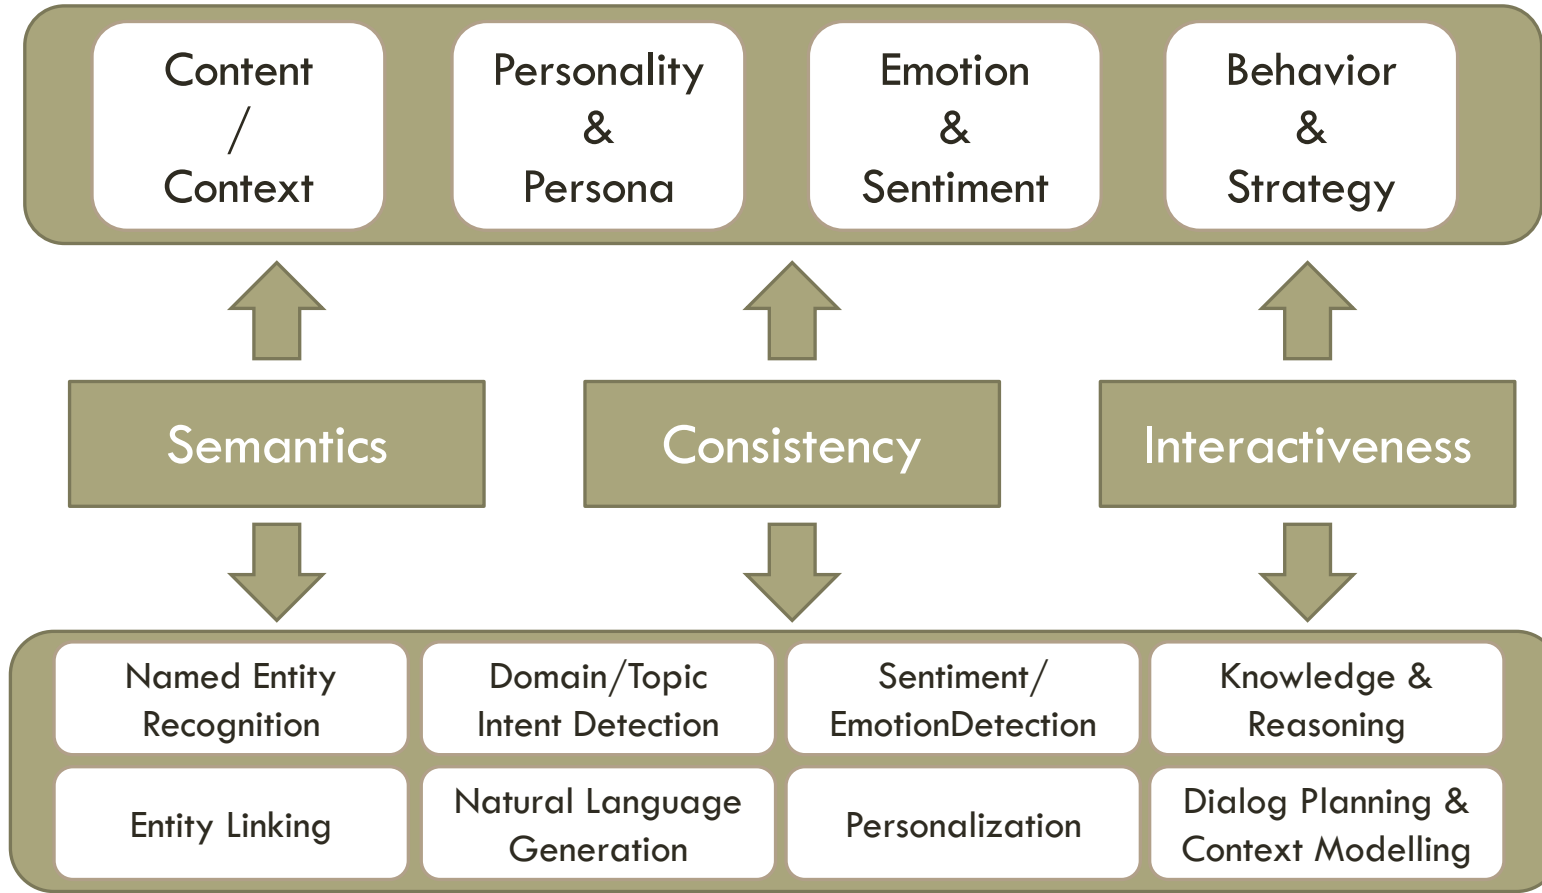 Content
/
Context
Personality
&
Persona
Emotion
&
Sentiment
Behavior
&
Strategy
Semantics
Consistency
Interactiveness
Named Entity
Recognition
Domain/Topic
Intent Detection
Sentiment/
EmotionDetection
Knowledge &
Reasoning
Entity Linking
Natural Language
Generation
Personalization
Dialog Planning &
Context Modelling